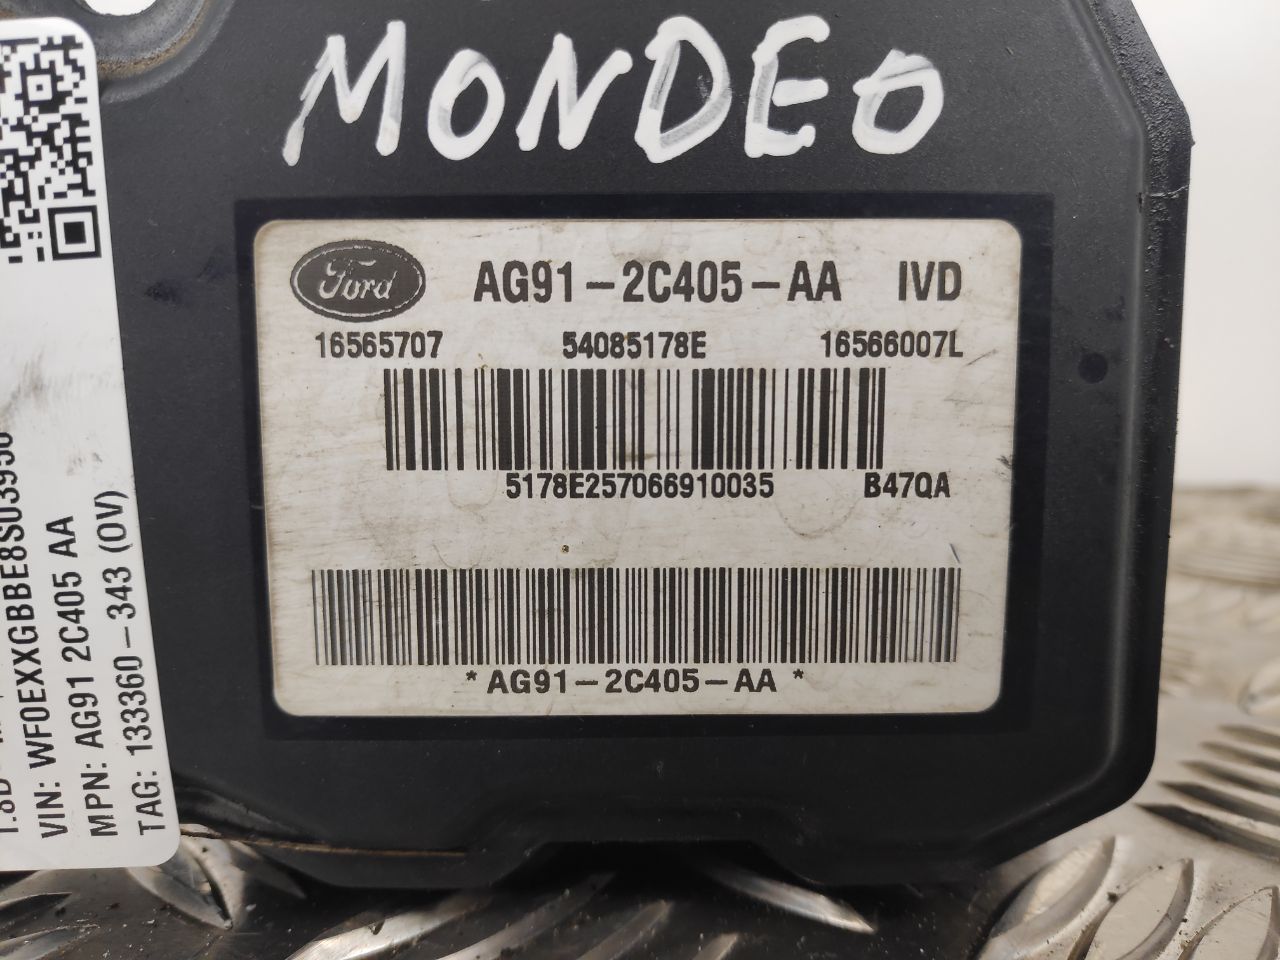 MONDEO
Ford AG91-2C405-AA IVD
16565707 54085178E 16566007L
5178E257066910035 B47QA
*AG91-2C405-AA*
VIN: WF0EXXGBBE8S03950
MPN: AG91 2C405 AA
TAG: 133360-343 (OV)